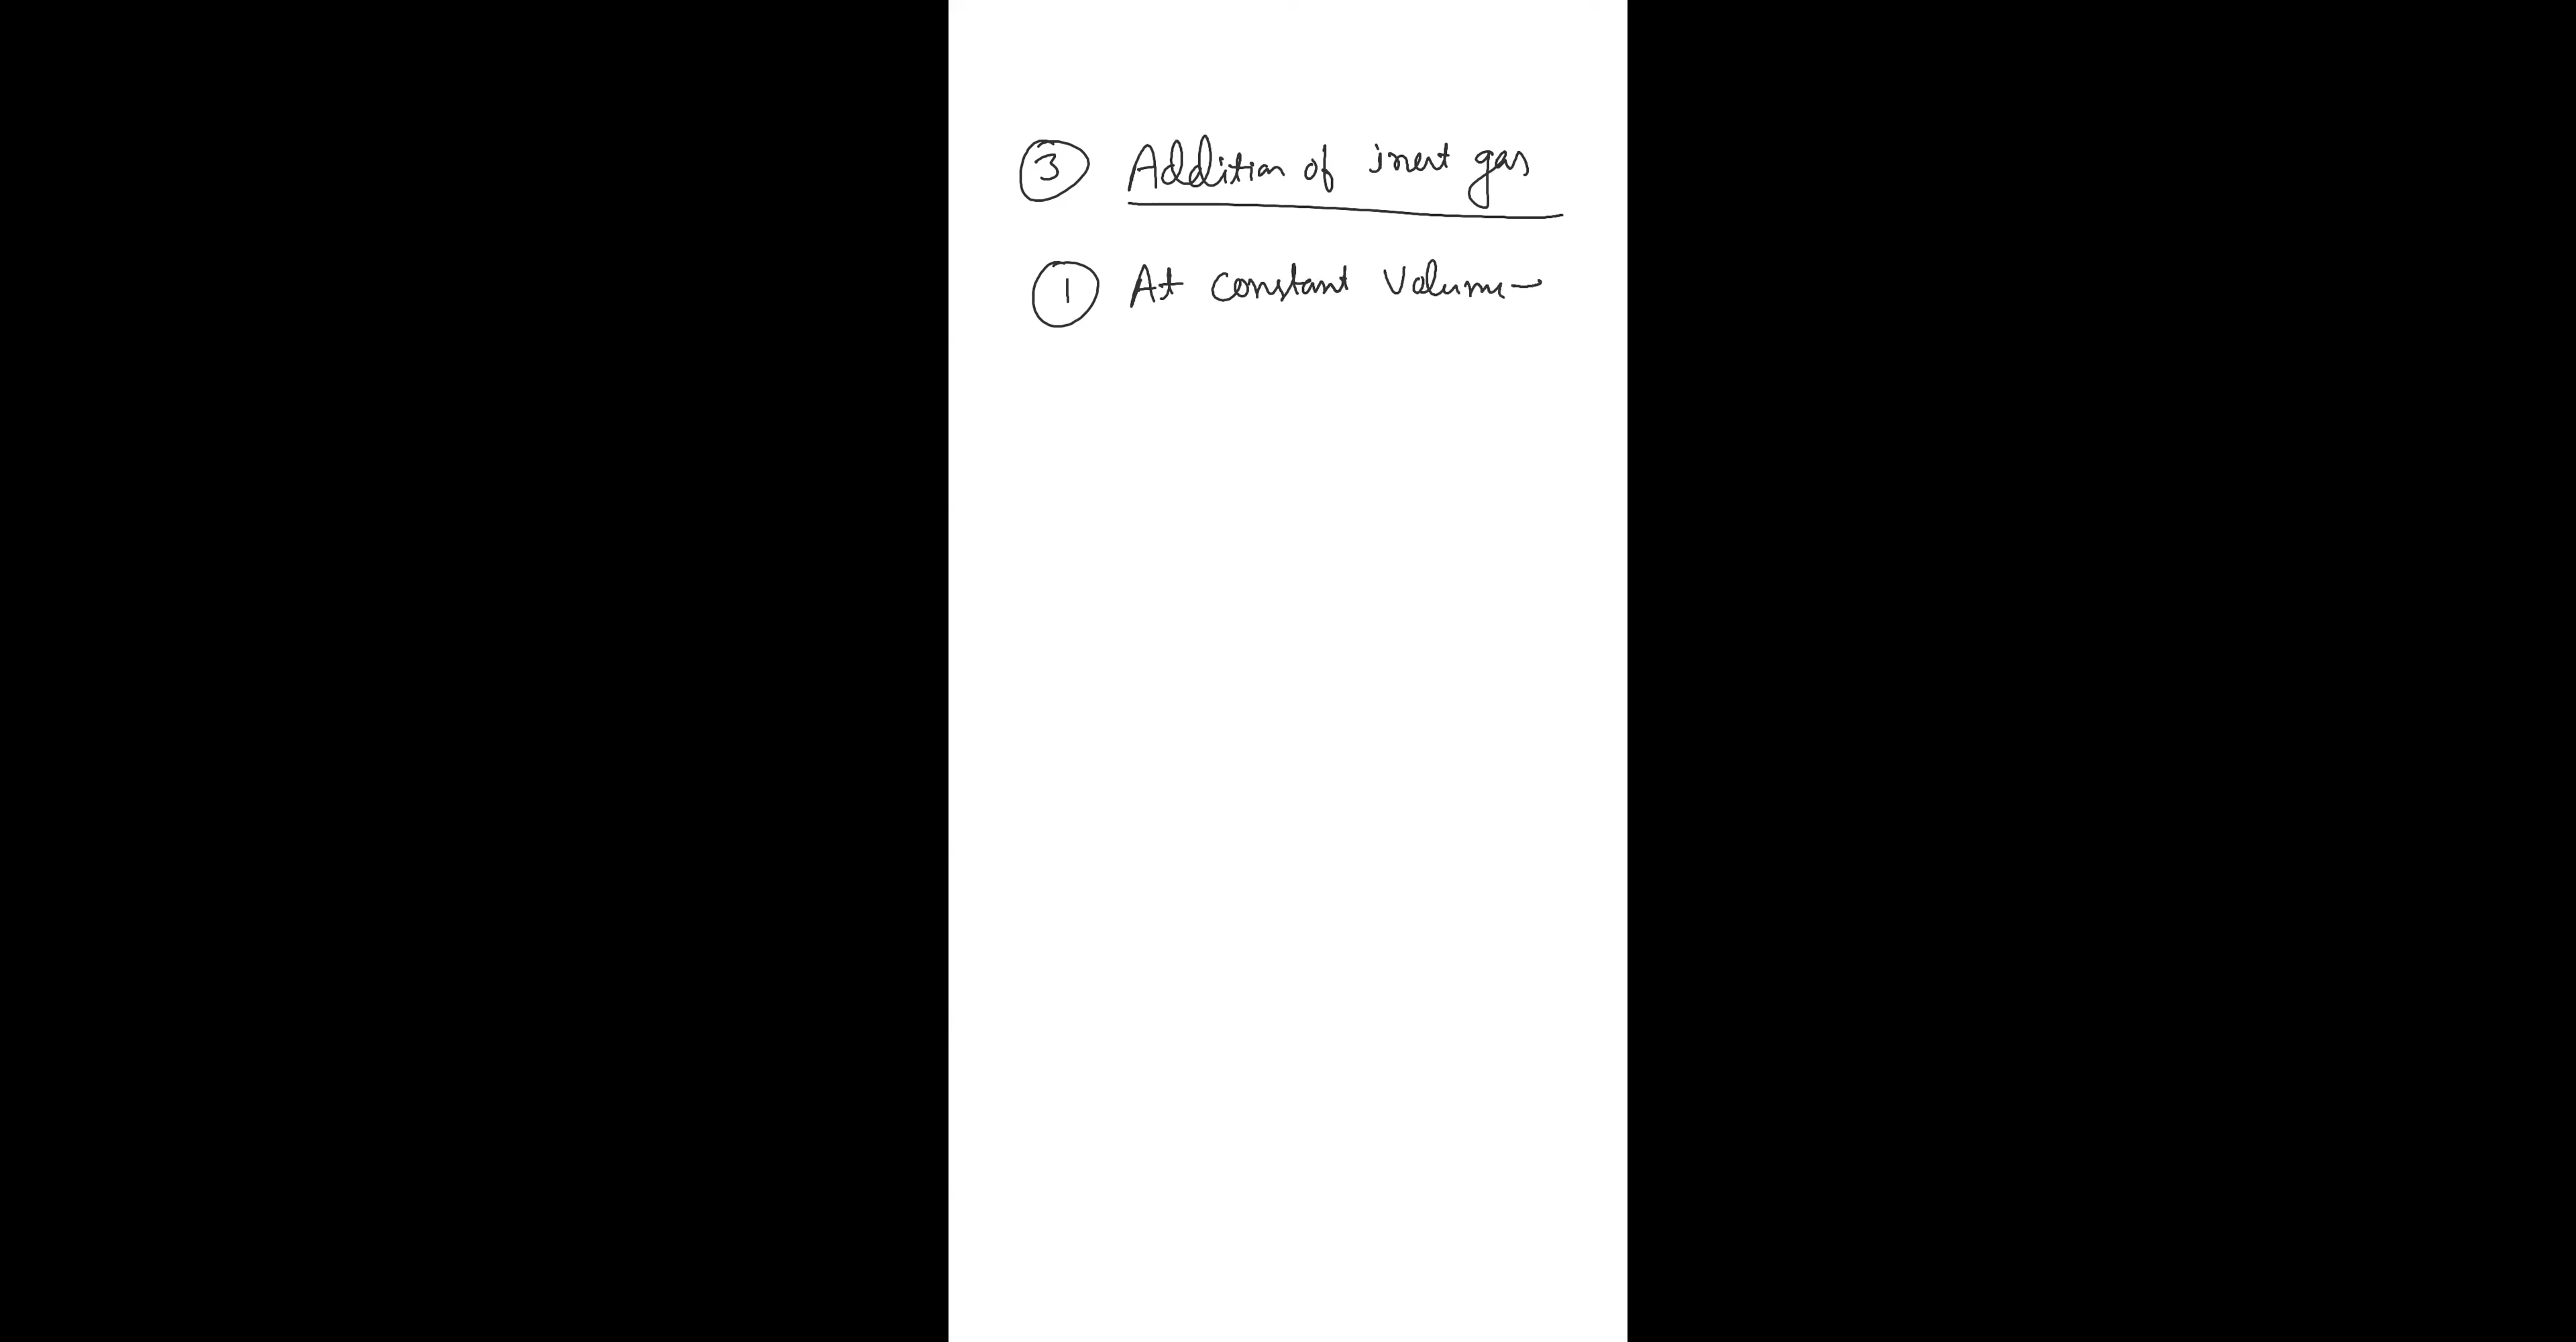 ③ Addition of inert gas
① At constant Volume-